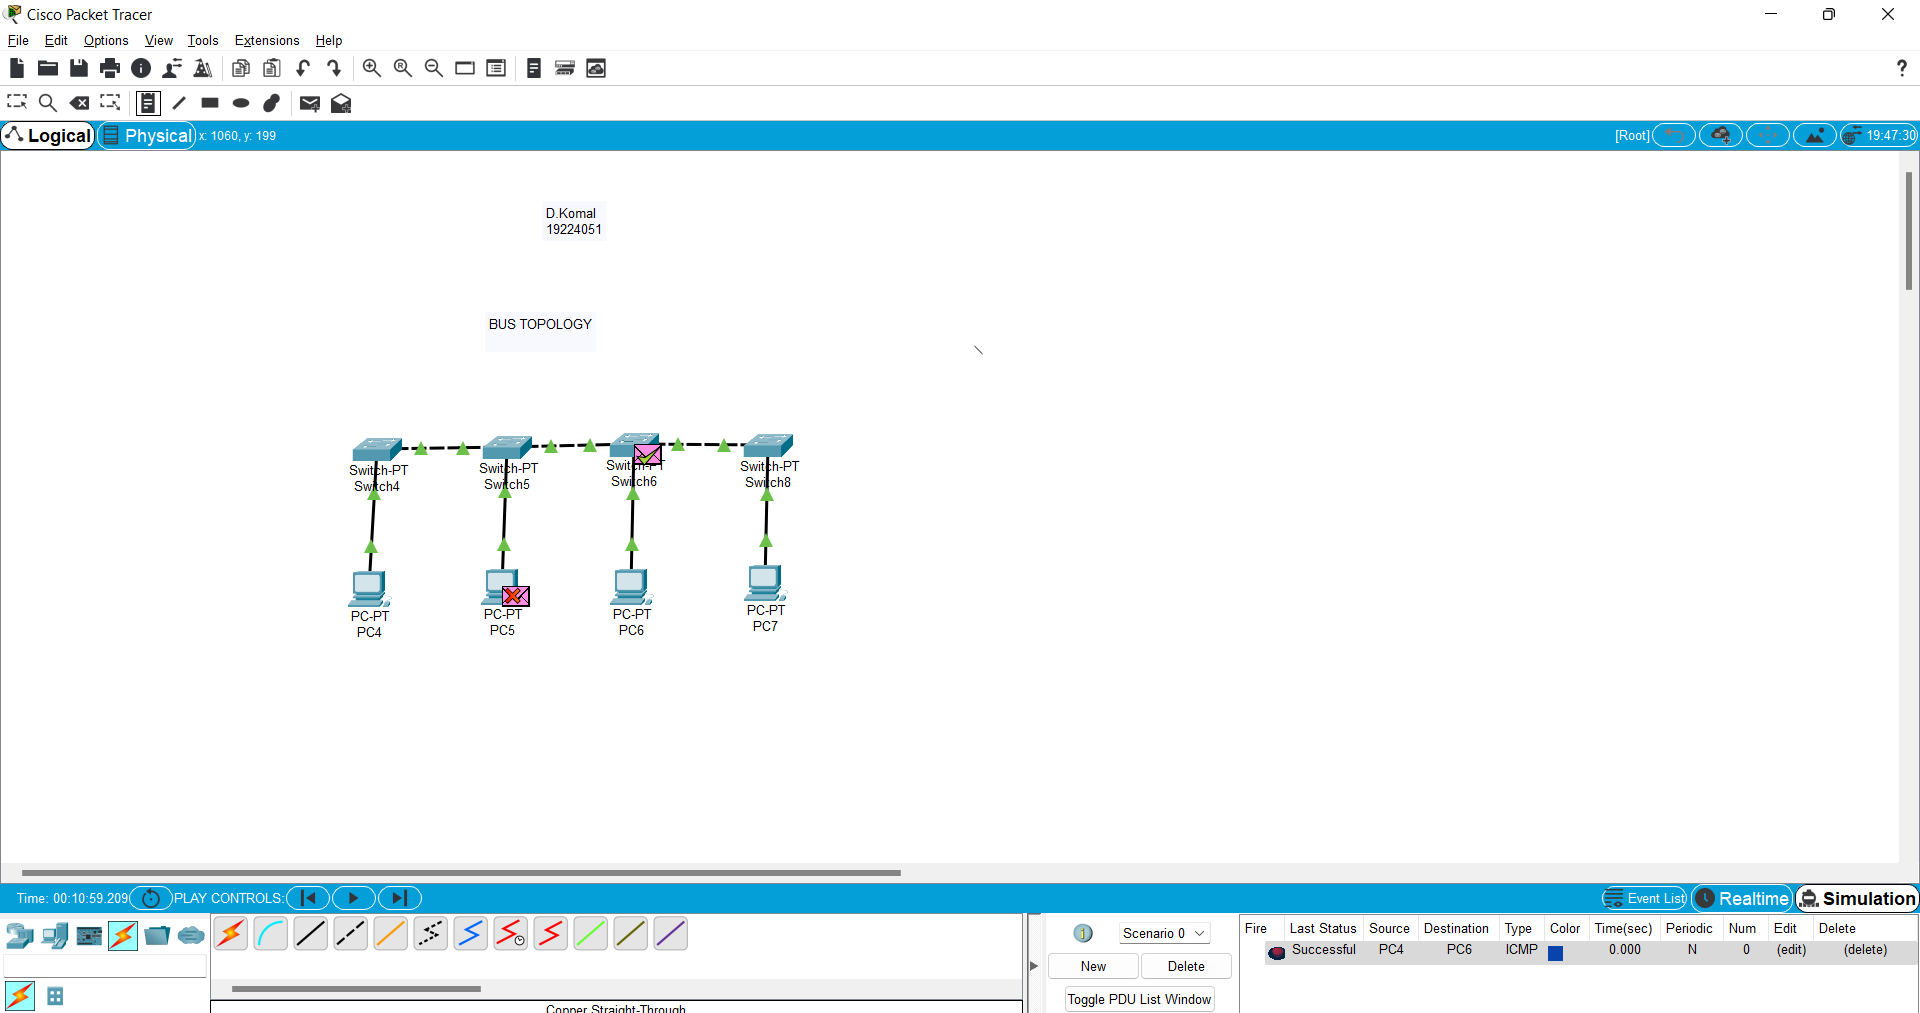 Cisco Packet Tracer
File Edit Options View Tools Extensions Help
Logical Physical x: 1060, y: 199 [Root] 19:47:30
D.Komal
19224051
BUS TOPOLOGY
Switch-PT Switch-PT Switch-PT Switch-PT
Switch4 Switch5 Switch6 Switch8
PC-PT PC-PT PC-PT PC-PT
PC4 PC5 PC6 PC7
Time: 00:10:59.209 PLAY CONTROLS: Event List Realtime Simulation
Scenario 0
New Delete
Toggle PDU List Window
Fire Last Status Source Destination Type Color Time(sec) Periodic Num Edit Delete
Successful PC4 PC6 ICMP 0.000 N 0 (edit) (delete)
Copper Straight-Through